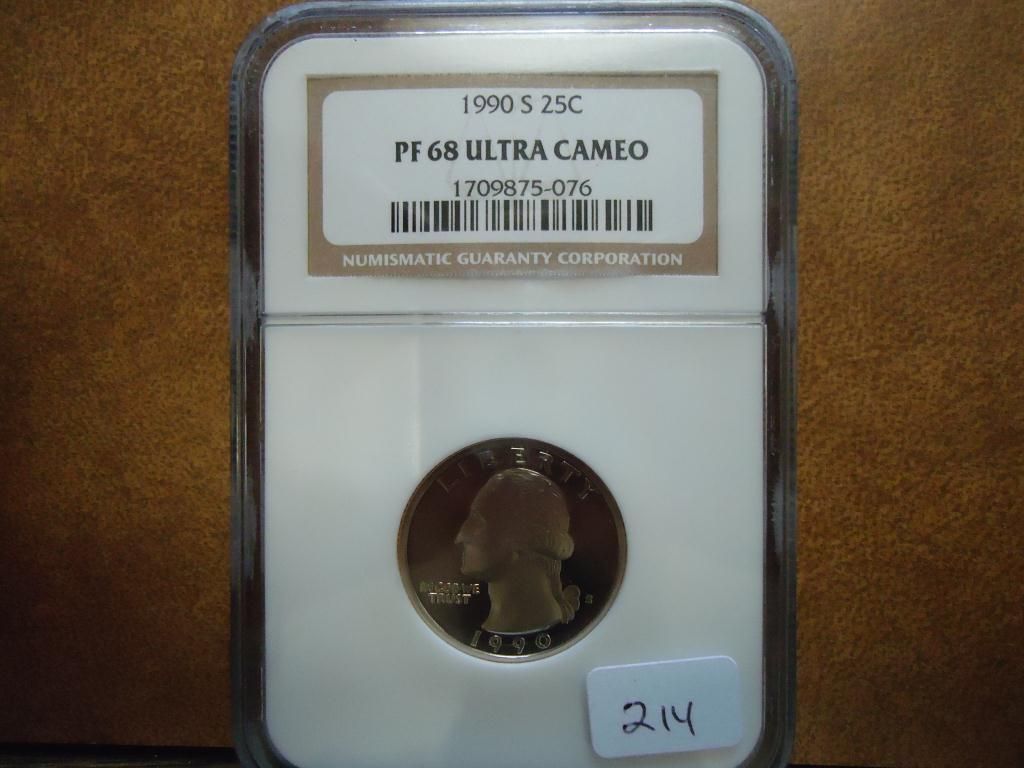 1990 S 25C
PF 68 ULTRA CAMEO
1709875-076
NUMISMATIC GUARANTY CORPORATION
LIBERTY
IN GOD WE
TRUST
S
1990
214